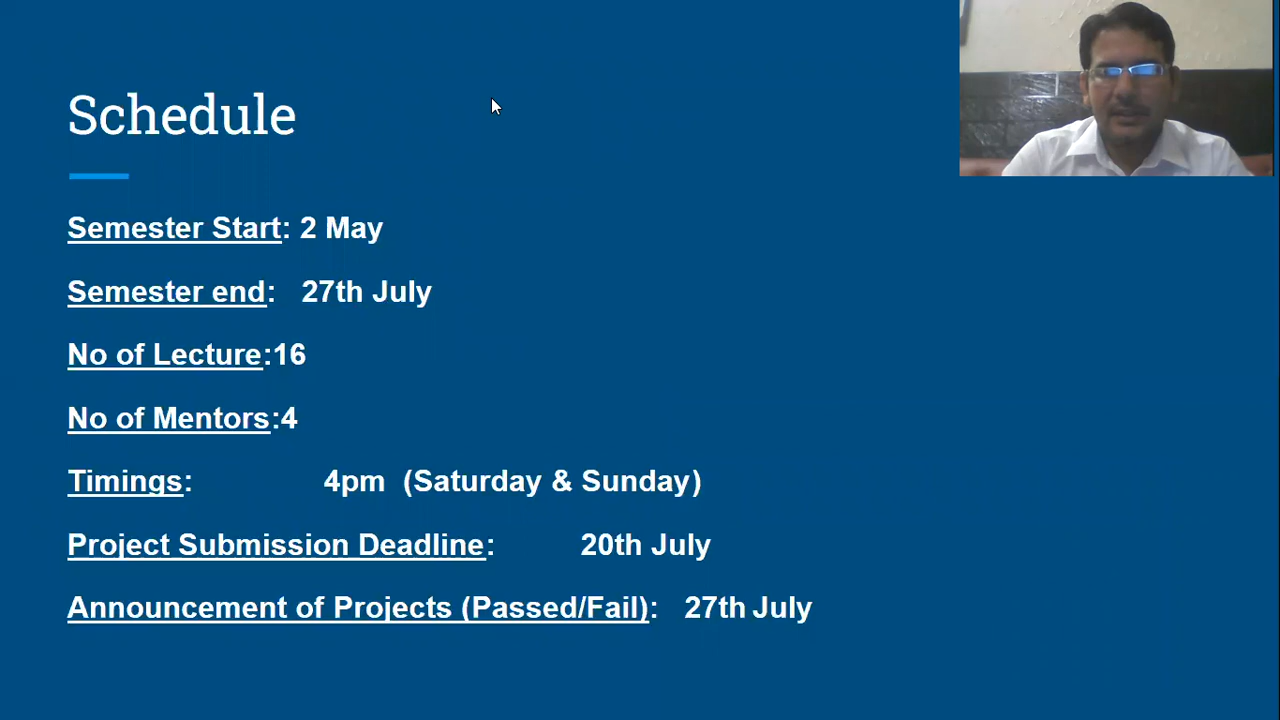 Schedule
Semester Start: 2 May
Semester end: 27th July
No of Lecture:16
No of Mentors:4
Timings: 4pm (Saturday & Sunday)
Project Submission Deadline: 20th July
Announcement of Projects (Passed/Fail): 27th July